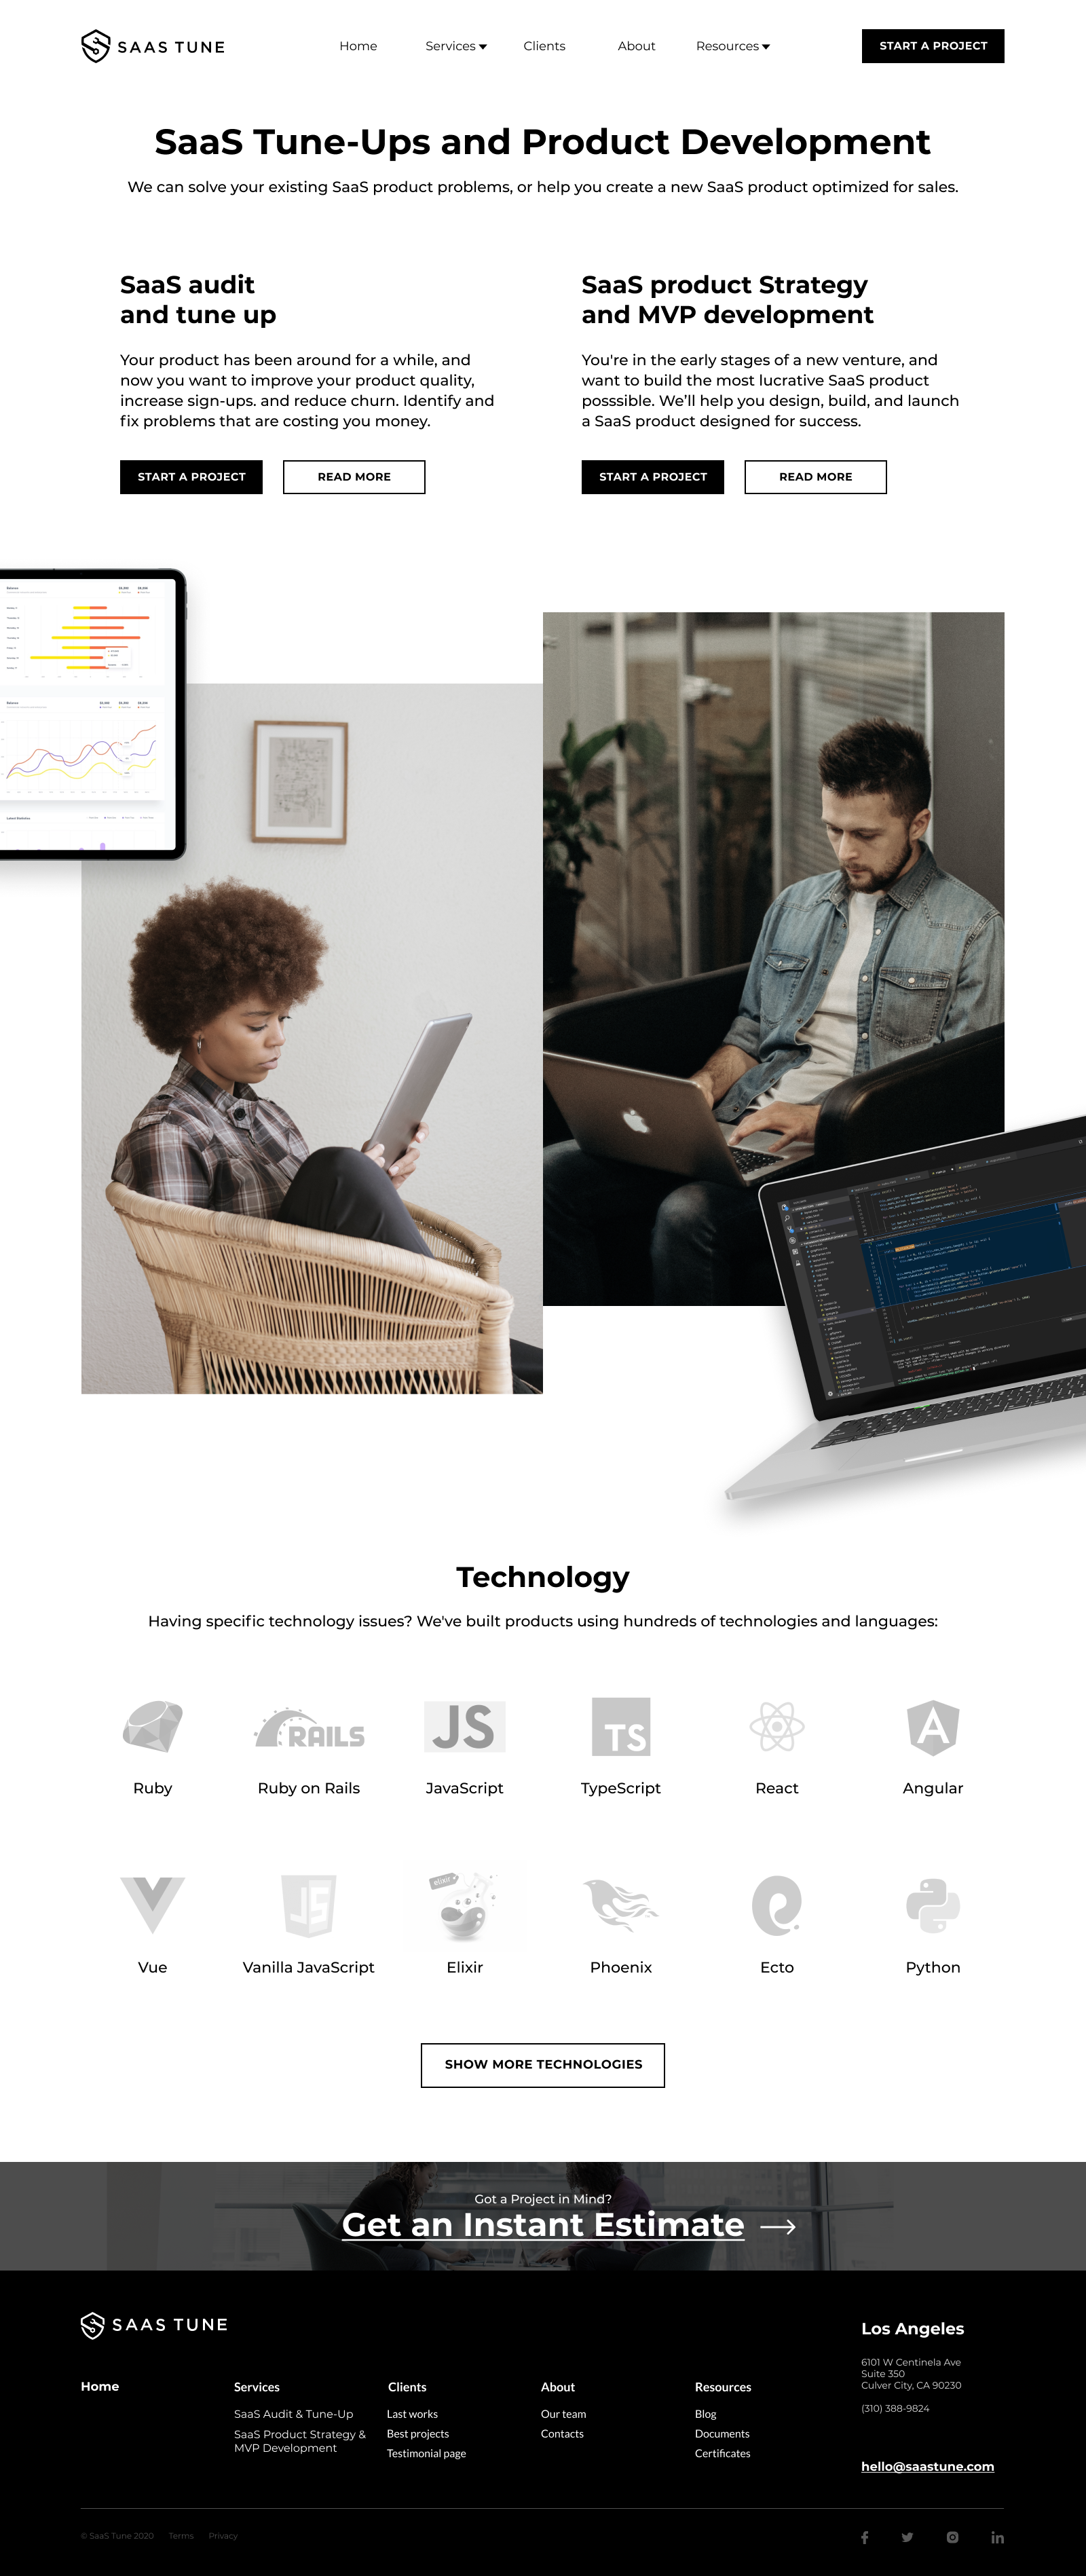 SAAS TUNE
Home Services Clients About Resources
START A PROJECT
SaaS Tune-Ups and Product Development
We can solve your existing SaaS product problems, or help you create a new SaaS product optimized for sales.
SaaS audit
and tune up
Your product has been around for a while, and
now you want to improve your product quality,
increase sign-ups. and reduce churn. Identify and
fix problems that are costing you money.
START A PROJECT READ MORE
SaaS product Strategy
and MVP development
You're in the early stages of a new venture, and
want to build the most lucrative SaaS product
posssible. We'll help you design, build, and launch
a SaaS product designed for success.
START A PROJECT READ MORE
Technology
Having specific technology issues? We've built products using hundreds of technologies and languages:
RAILS
JS
TS
A
Ruby
Ruby on Rails
JavaScript
TypeScript
React
Angular
JS
elixir
Vue
Vanilla JavaScript
Elixir
Phoenix
Ecto
Python
SHOW MORE TECHNOLOGIES
Got a Project in Mind?
Get an Instant Estimate
SAAS TUNE
Home
Services
SaaS Audit & Tune-Up
SaaS Product Strategy &
MVP Development
Clients
Last works
Best projects
Testimonial page
About
Our team
Contacts
Resources
Blog
Documents
Certificates
Los Angeles
6101 W Centinela Ave
Suite 350
Culver City, CA 90230
(310) 388-9824
hello@saastune.com
© SaaS Tune 2020 Terms Privacy